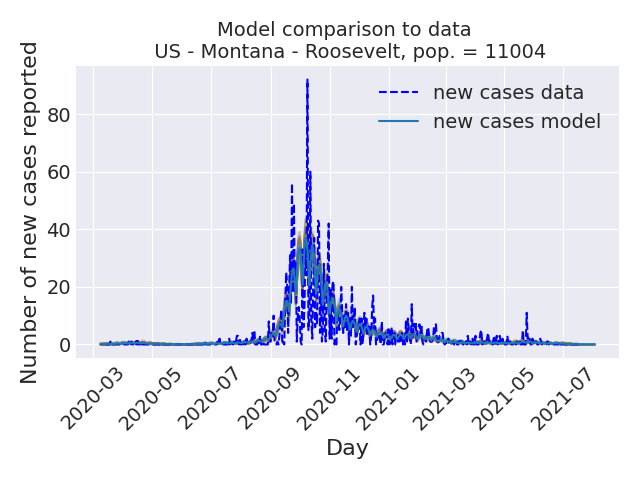 Model comparison to data
US - Montana - Roosevelt, pop. = 11004
Number of new cases reported
80
60
40
20
0
new cases data
new cases model
2020-03
2020-05
2020-07
2020-09
2020-11
2021-01
2021-03
2021-05
2021-07
Day